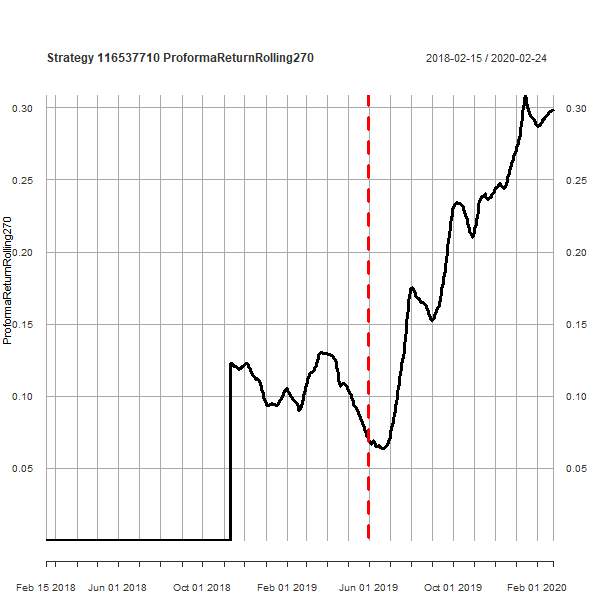 Strategy 116537710 ProformaReturnRolling270
2018-02-15 / 2020-02-24
ProformaReturnRolling270
0.30
0.25
0.20
0.15
0.10
0.05
0.30
0.25
0.20
0.15
0.10
0.05
Feb 15 2018
Jun 01 2018
Oct 01 2018
Feb 01 2019
Jun 01 2019
Oct 01 2019
Feb 01 2020